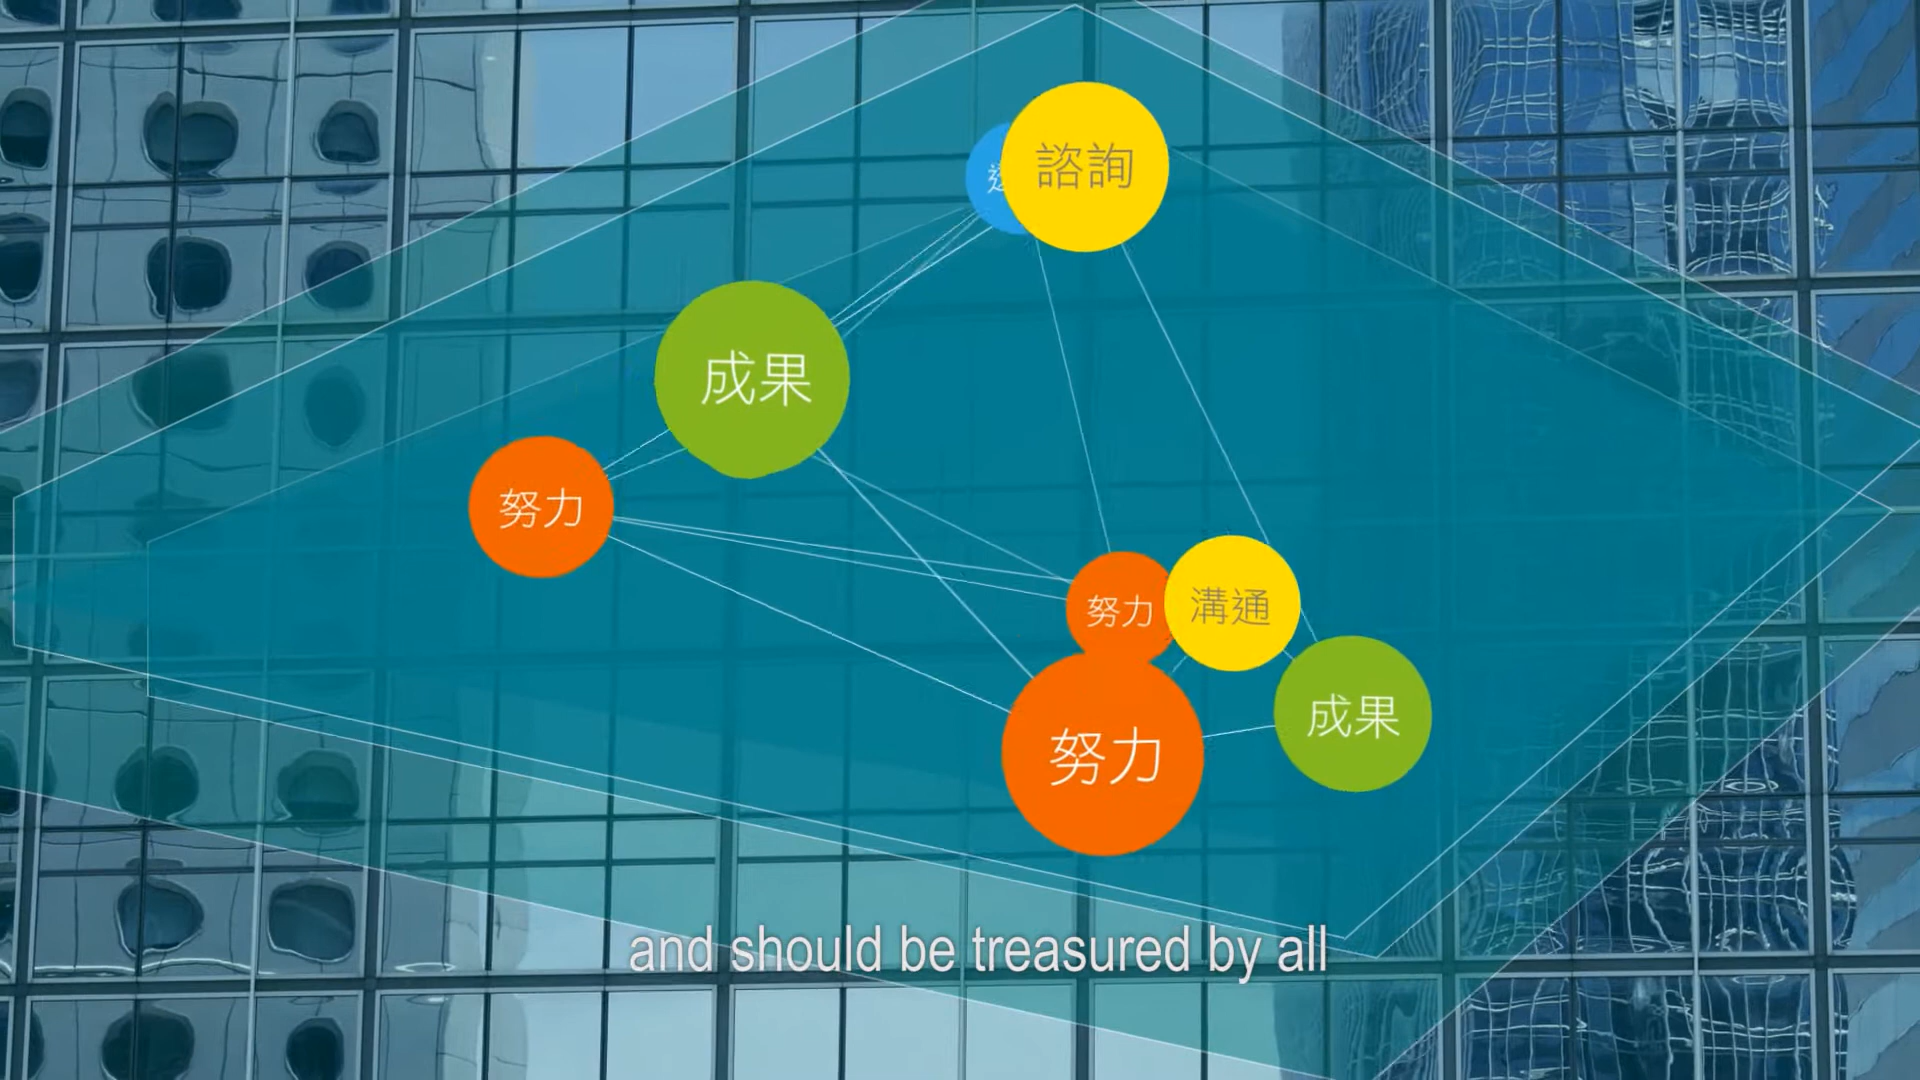 諮詢
成果
努力
努力
溝通
成果
努力
and should be treasured by all